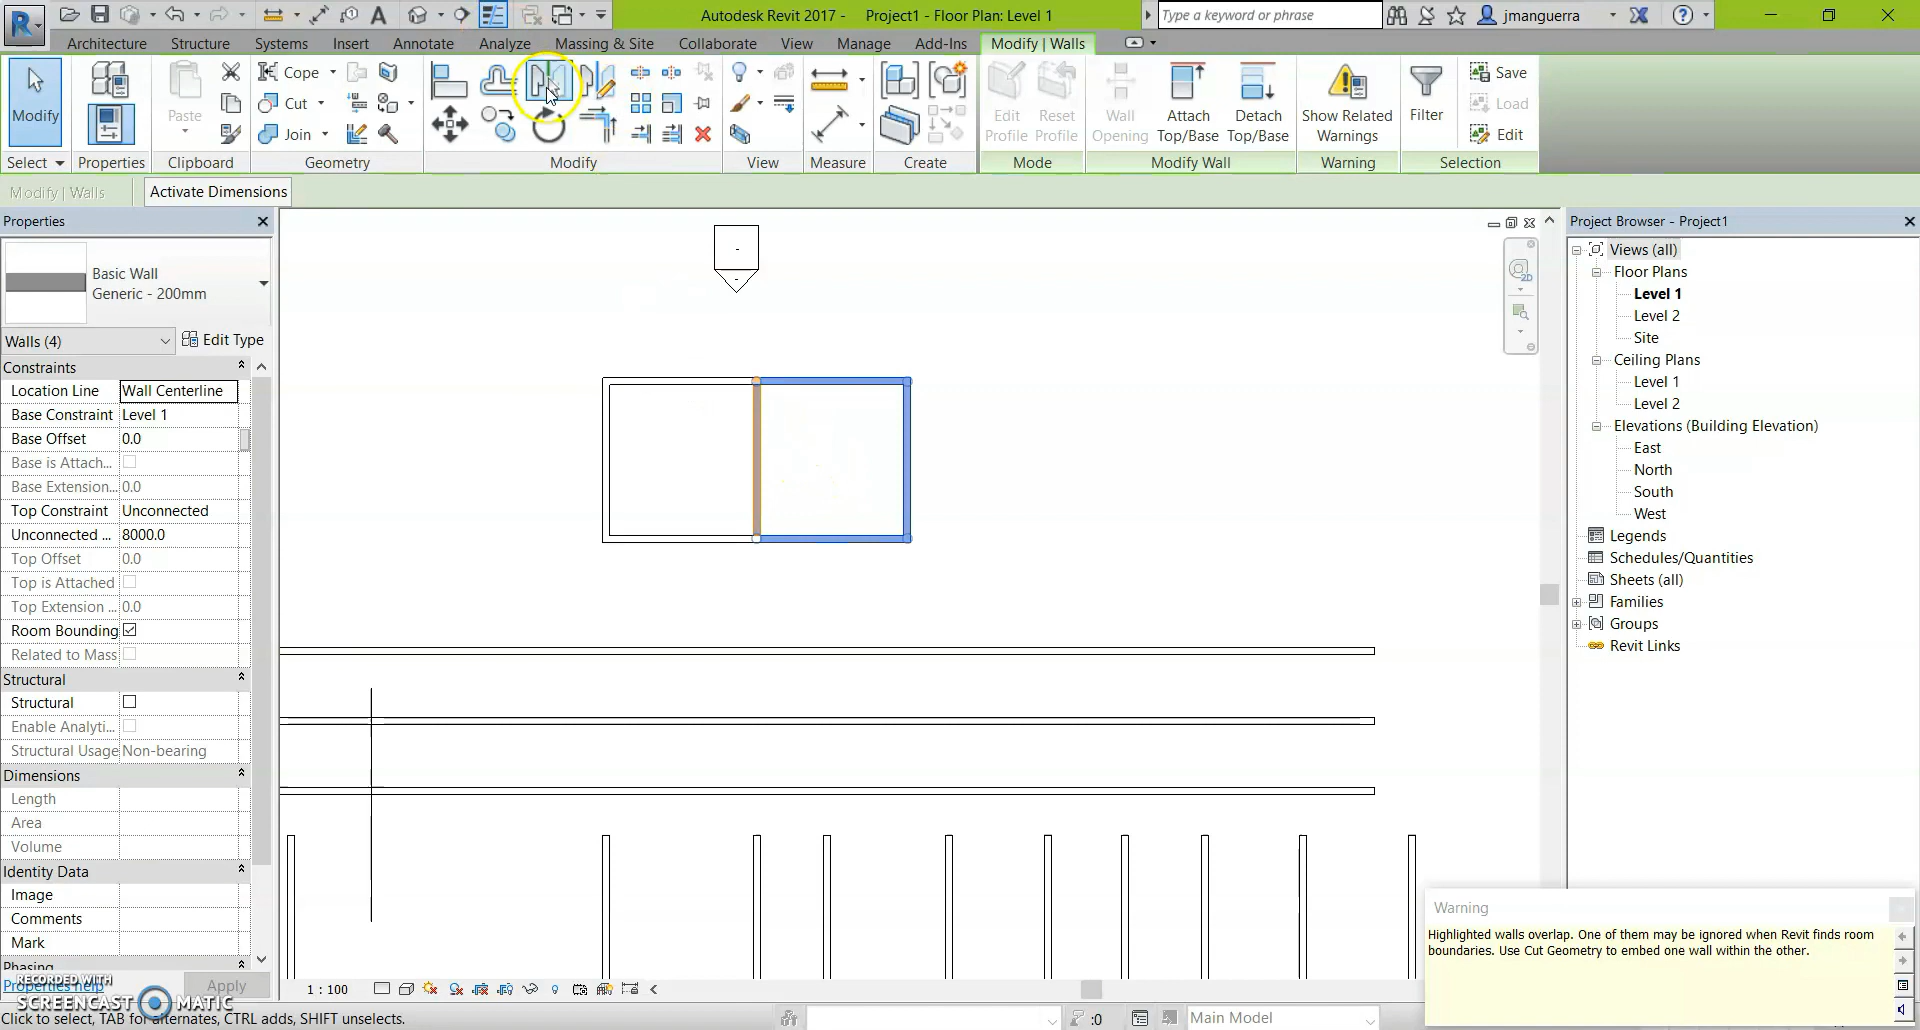 Autodesk Revit 2017 - Project1 - Floor Plan: Level 1
Type a keyword or phrase
jmanguerra
Architecture Structure Systems Insert Annotate Analyze Massing & Site Collaborate View Manage Add-Ins Modify | Walls
Modify
Paste
Cope
Cut
Join
Edit Profile
Reset Profile
Wall Opening
Attach Top/Base
Detach Top/Base
Show Related Warnings
Filter
Save
Load
Edit
Select Properties Clipboard Geometry Modify View Measure Create Mode Modify Wall Warning Selection
Modify | Walls
Activate Dimensions
Properties
Basic Wall
Generic - 200mm
Walls (4)
Edit Type
Constraints
Location Line Wall Centerline
Base Constraint Level 1
Base Offset 0.0
Base is Attach...
Base Extension... 0.0
Top Constraint Unconnected
Unconnected ... 8000.0
Top Offset 0.0
Top is Attached
Top Extension ... 0.0
Room Bounding
Related to Mass
Structural
Structural
Enable Analyti...
Structural Usage Non-bearing
Dimensions
Length
Area
Volume
Identity Data
Image
Comments
Mark
Phasing
Properties help
Apply
RECORDED WITH
SCREENCAST MATIC
1 : 100
Click to select, TAB for alternates, CTRL adds, SHIFT unselects.
:0
Main Model
2D
Project Browser - Project1
Views (all)
Floor Plans
Level 1
Level 2
Site
Ceiling Plans
Level 1
Level 2
Elevations (Building Elevation)
East
North
South
West
Legends
Schedules/Quantities
Sheets (all)
Families
Groups
Revit Links
Warning
Highlighted walls overlap. One of them may be ignored when Revit finds room
boundaries. Use Cut Geometry to embed one wall within the other.